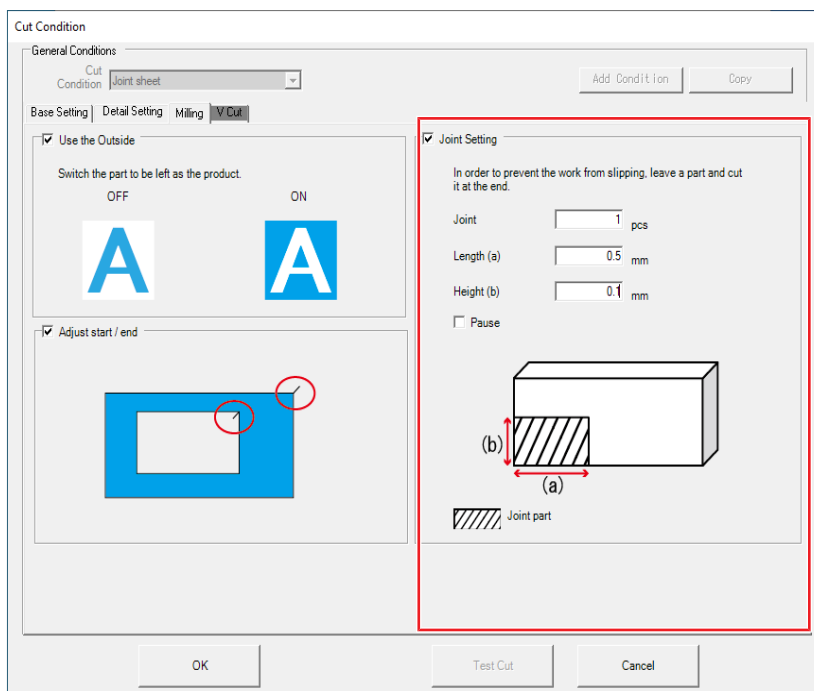 Cut Condition
General Conditions
Cut
Condition
Joint sheet
Add Condition
Copy
Base Setting
Detail Setting
Milling
V Cut
Use the Outside
Switch the part to be left as the product.
OFF
ON
A
A
Adjust start / end
Joint Setting
In order to prevent the work from slipping, leave a part and cut
it at the end.
Joint
1
pcs
Length (a)
0.5
mm
Height (b)
0.1
mm
Pause
(b)
(a)
Joint part
OK
Test Cut
Cancel